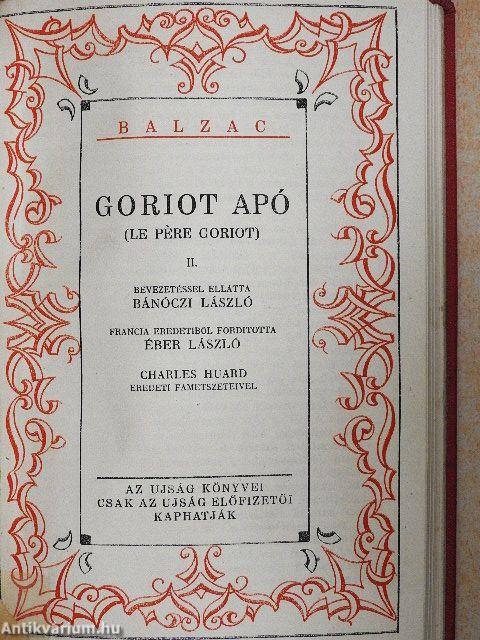 BALZAC
GORIOT APÓ
(LE PÈRE GORIOT)
II.
BEVEZETÉSSEL ELLÁTTA
BÁNÓCZI LÁSZLÓ
FRANCIA EREDETIBŐL FORDITOTTA
ÉBER LÁSZLÓ
CHARLES HUARD
EREDETI FAMETSZETEIVEL
AZ UJSÁG KÖNYVEI
CSAK AZ UJSÁG ELŐFIZETŐI
KAPHATJÁK
Antikvarium.hu